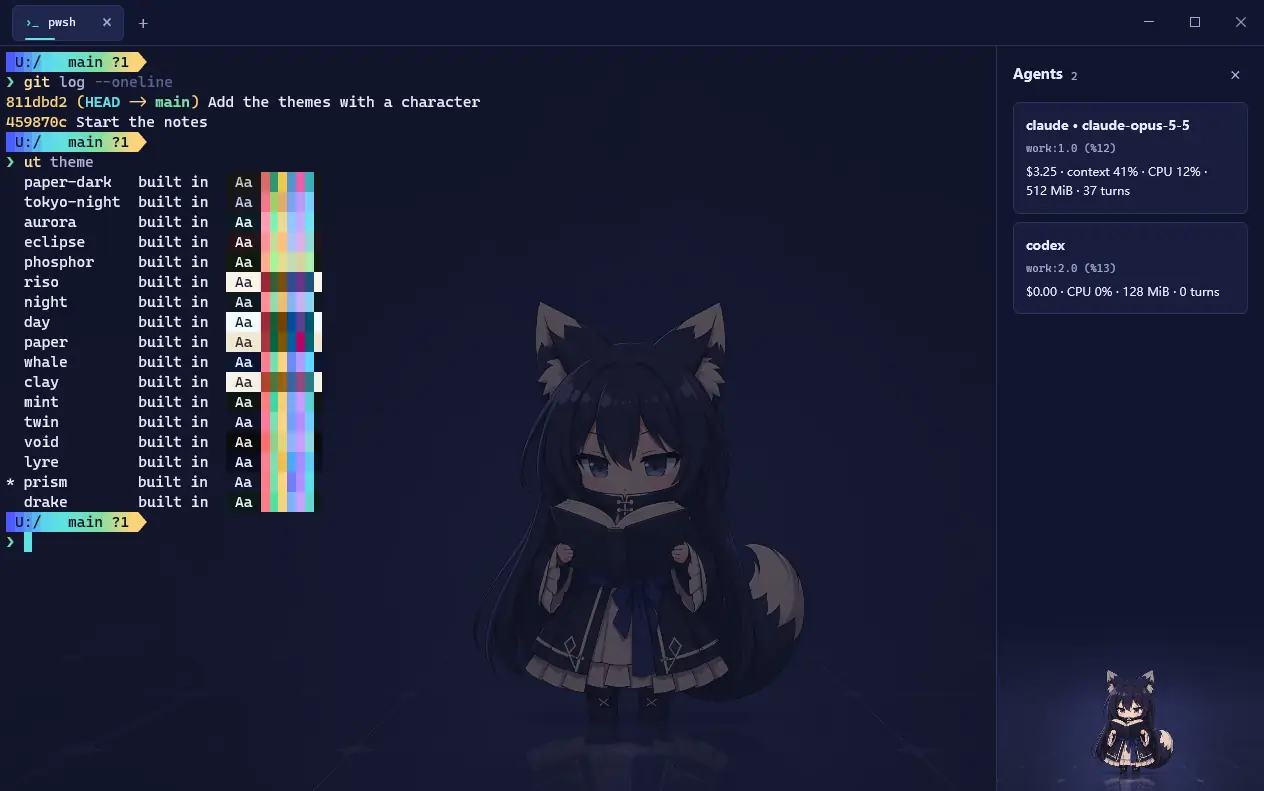 pwsh
U:/ main ?1
❯ git log --oneline
811dbd2 (HEAD -> main) Add the themes with a character
459870c Start the notes
U:/ main ?1
❯ ut theme
paper-dark built in Aa
tokyo-night built in Aa
aurora built in Aa
eclipse built in Aa
phosphor built in Aa
riso built in Aa
night built in Aa
day built in Aa
paper built in Aa
whale built in Aa
clay built in Aa
mint built in Aa
twin built in Aa
void built in Aa
lyre built in Aa
* prism built in Aa
drake built in Aa
U:/ main ?1
❯
Agents 2
claude • claude-opus-5-5
work:1.0 (%12)
$3.25 · context 41% · CPU 12% ·
512 MiB · 37 turns
codex
work:2.0 (%13)
$0.00 · CPU 0% · 128 MiB · 0 turns